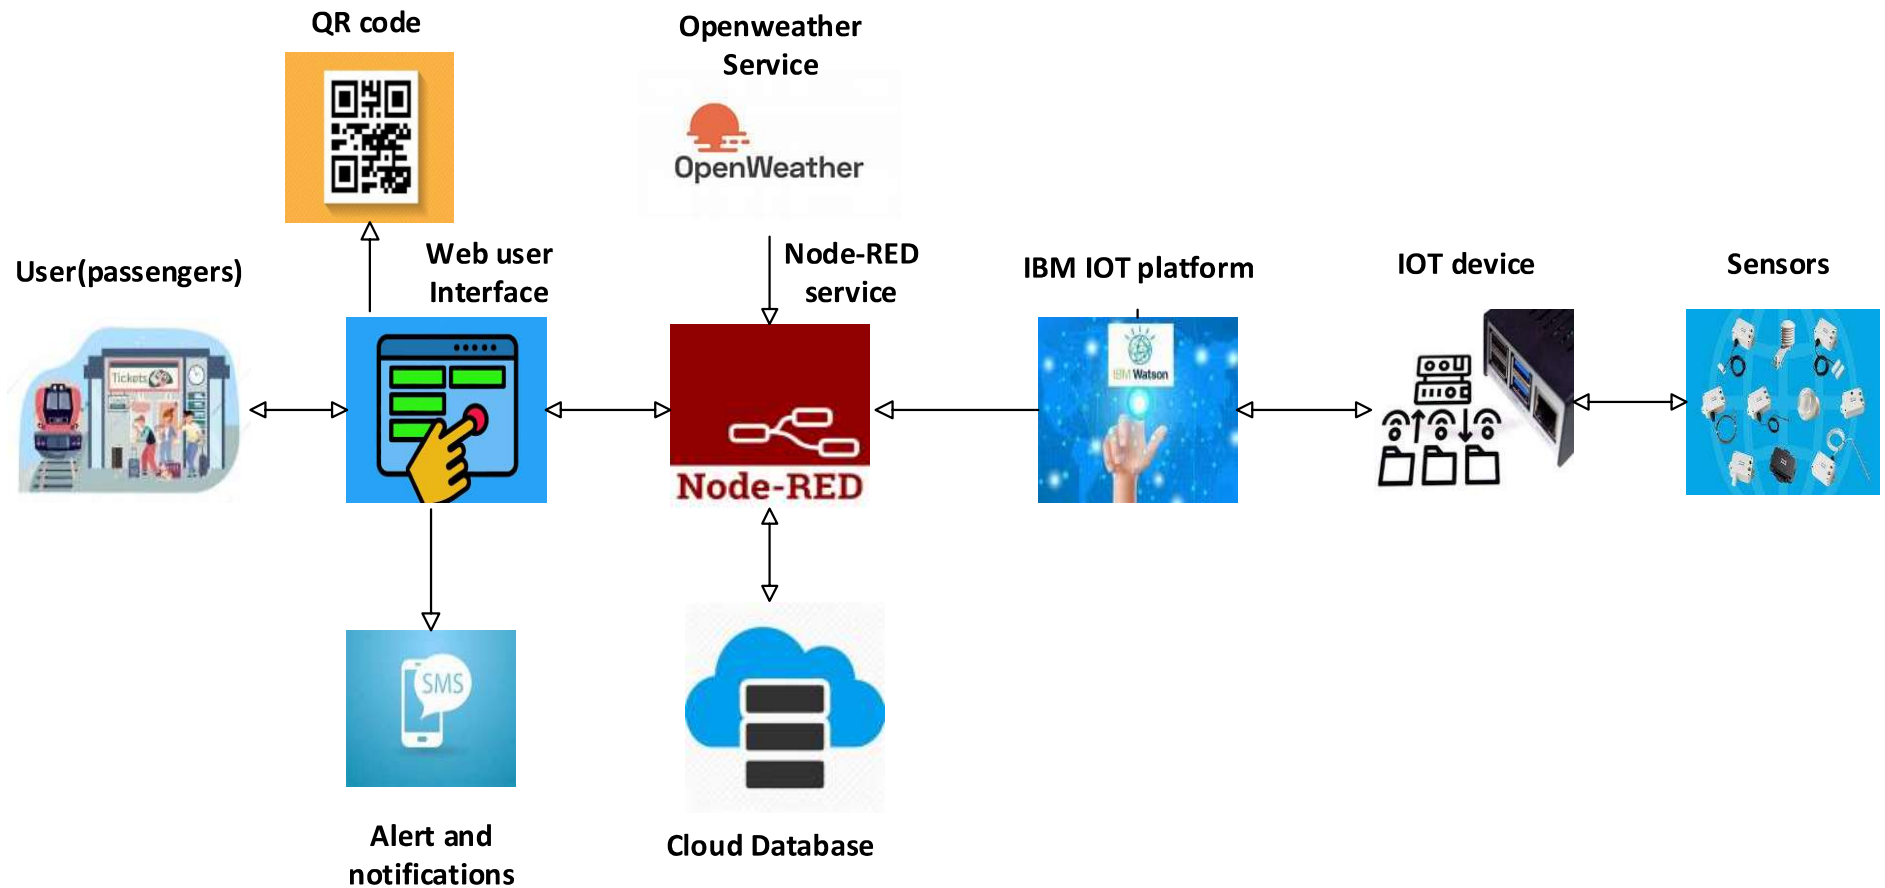 QR code
Openweather
Service
OpenWeather
User(passengers)
Web user
Interface
Node-RED
service
IBM IOT platform
IOT device
Sensors
Tickets
IBM Watson
Node-RED
SMS
Alert and
notifications
Cloud Database